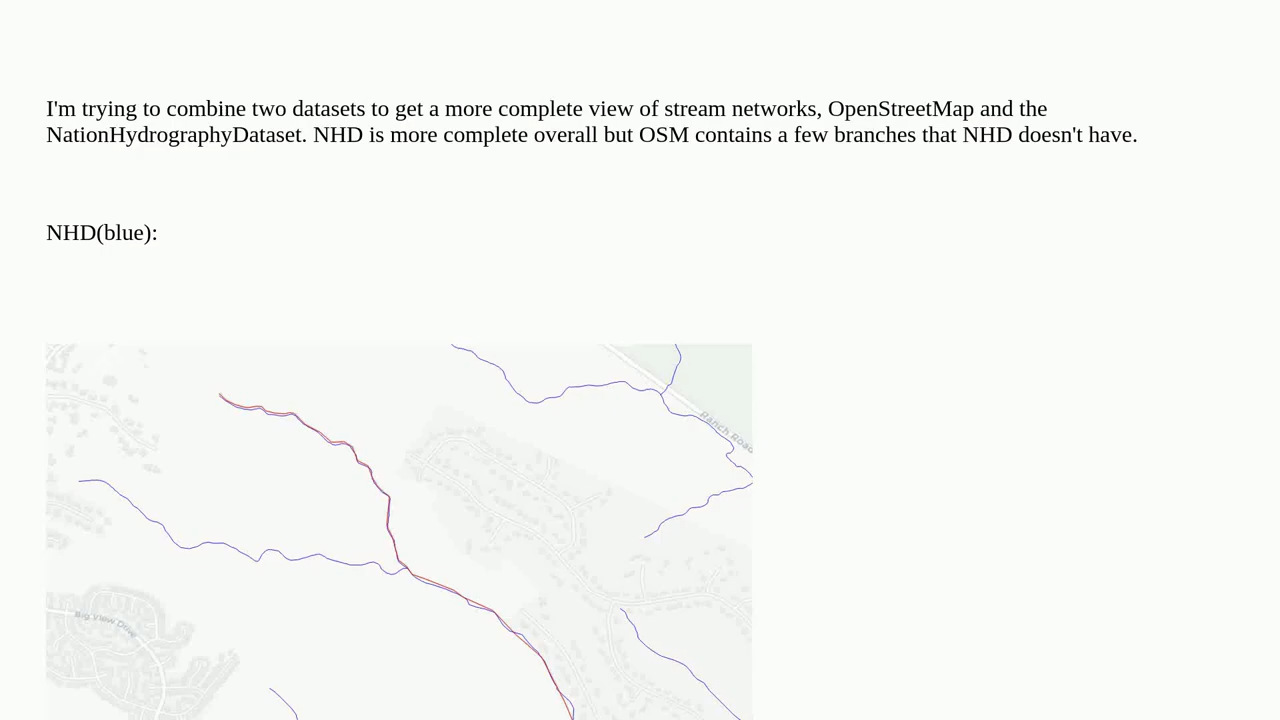 I'm trying to combine two datasets to get a more complete view of stream networks, OpenStreetMap and the
NationHydrographyDataset. NHD is more complete overall but OSM contains a few branches that NHD doesn't have.
NHD(blue):
Ranch Road
Big View Drive